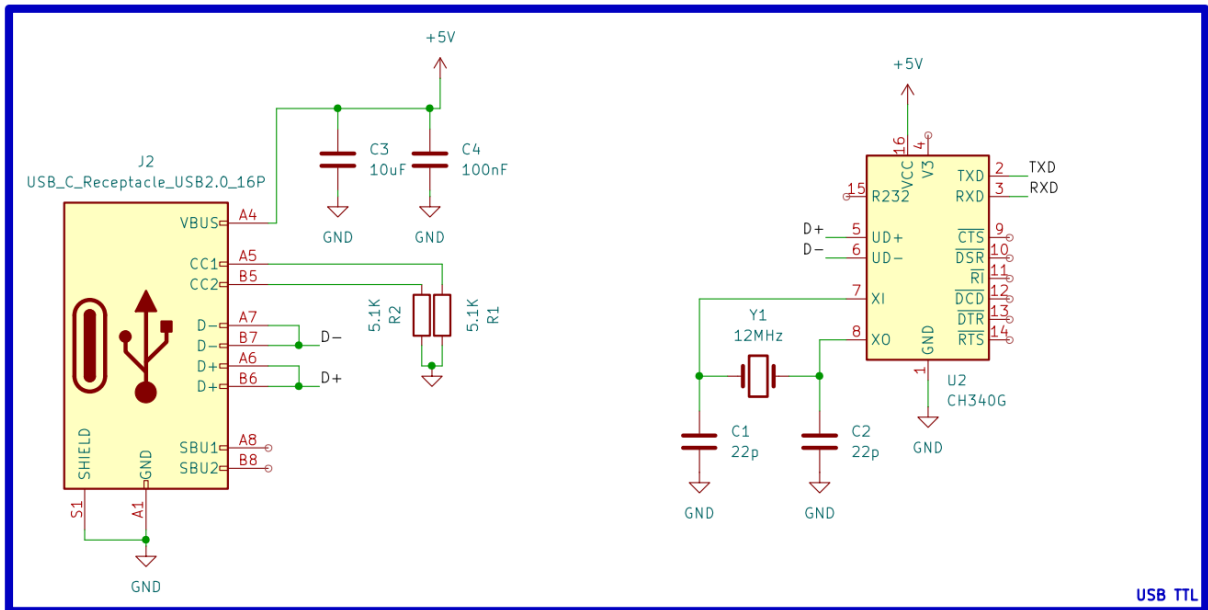 +5V
C3
10uF
C4
100nF
GND
GND
J2
USB_C_Receptacle_USB2.0_16P
VBUS
A4
CC1
A5
CC2
B5
D-
A7
D-
B7
D-
D+
A6
D+
B6
D+
SBU1
A8
SBU2
B8
SHIELD
GND
S1
A1
GND
5.1K
R2
5.1K
R1
+5V
16
4
VCC
V3
15
R232
TXD
2
TXD
RXD
3
RXD
D+
5
UD+
D-
6
UD-
CTS
9
DSR
10
RI
11
DCD
12
DTR
13
RTS
14
7
XI
8
XO
GND
1
U2
CH340G
GND
Y1
12MHz
C1
22p
C2
22p
GND
GND
USB TTL